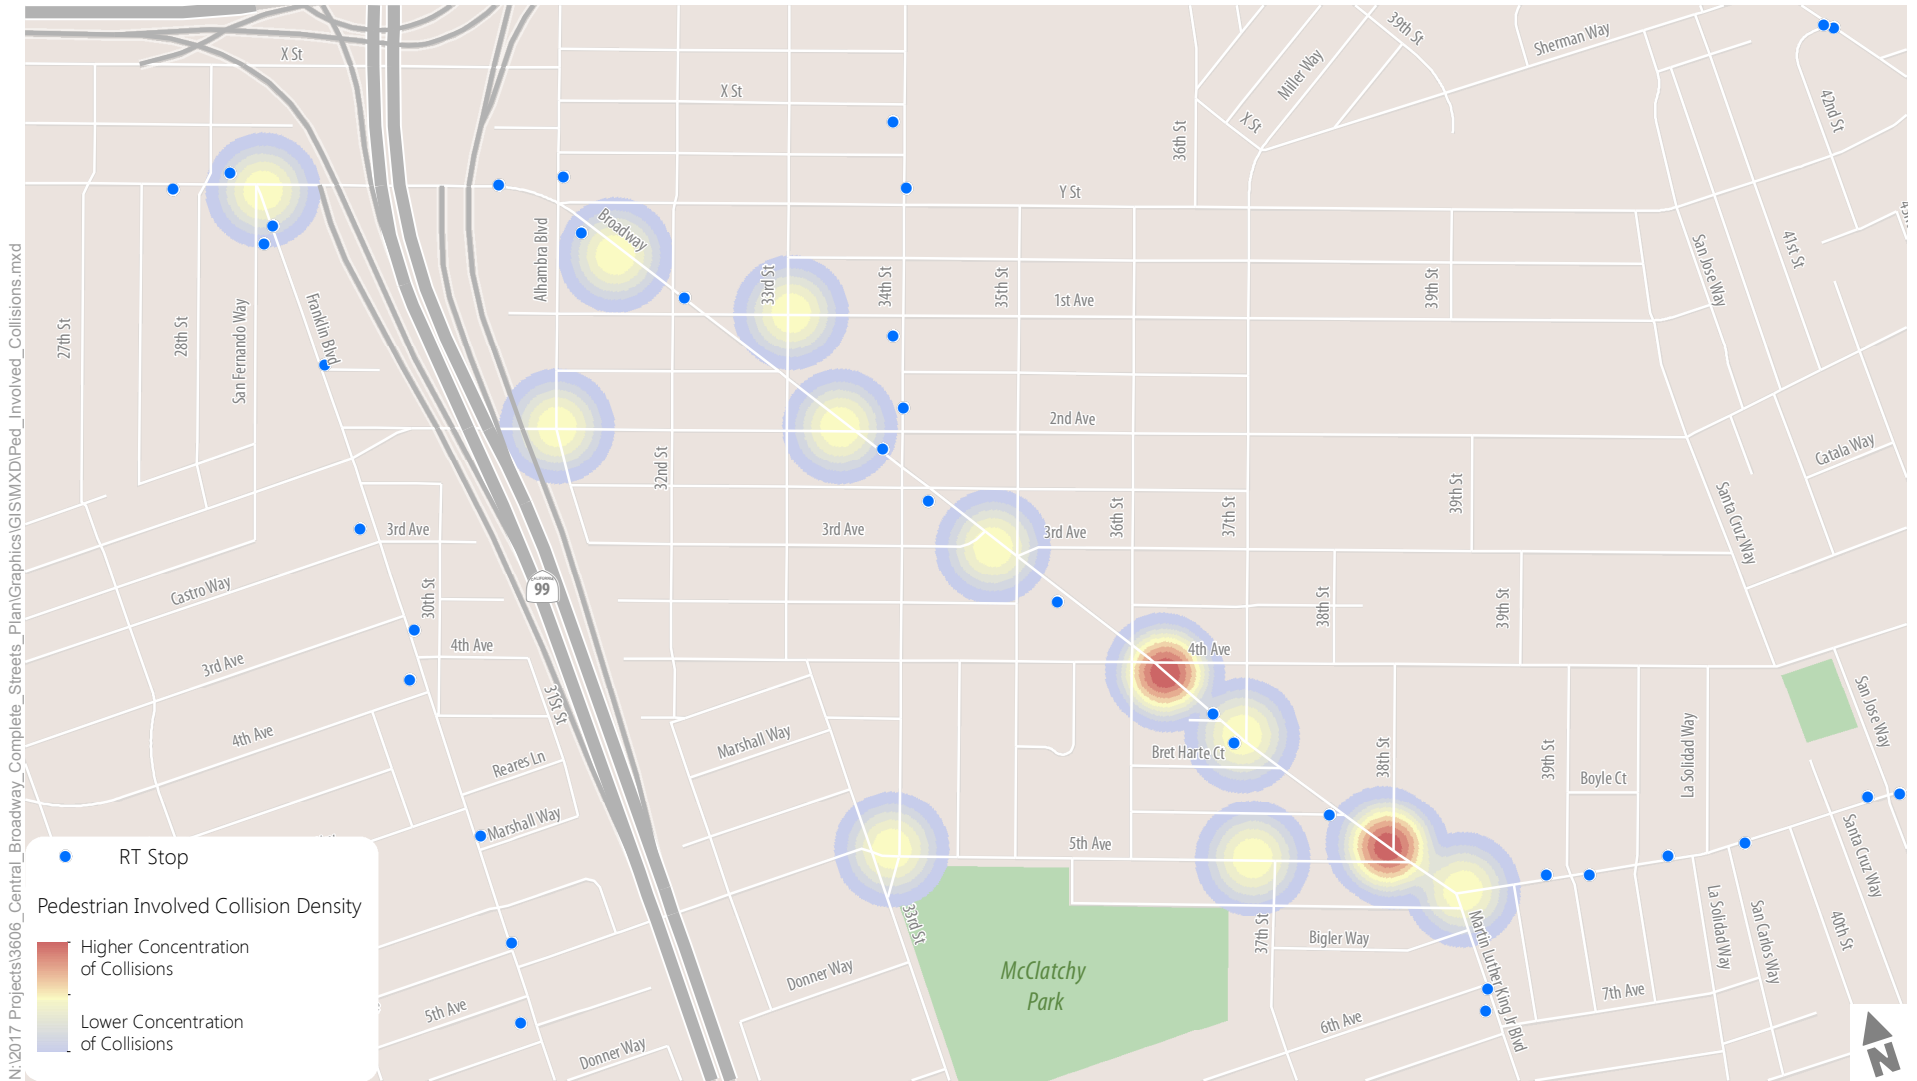 X St
X St
36th St
Miller Way
X St
39th St
Sherman Way
42nd St
Y St
Broadway
Alhambra Blvd
33rd St
34th St
35th St
1st Ave
39th St
San Jose Way
41st St
27th St
28th St
San Fernando Way
Franklin Blvd
2nd Ave
Catala Way
32nd St
3rd Ave
3rd Ave
3rd Ave
36th St
37th St
39th St
Santa Cruz Way
Castro Way
30th St
CALIFORNIA
99
38th St
39th St
4th Ave
4th Ave
3rd Ave
31St St
4th Ave
Reares Ln
Marshall Way
Marshall Way
Bret Harte Ct
38th St
39th St
Boyle Ct
La Solidad Way
San Jose Way
5th Ave
Santa Cruz Way
33rd St
37th St
Bigler Way
Martin Luther King Jr Blvd
La Solidad Way
San Carlos Way
40th St
Donner Way
McClatchy
Park
7th Ave
6th Ave
5th Ave
Donner Way
RT Stop
Pedestrian Involved Collision Density
Higher Concentration
of Collisions
Lower Concentration
of Collisions
N
N:\2017 Projects\3606_Central_Broadway_Complete_Streets_Plan\Graphics\GIS\MXD\Ped_Involved_Collisions.mxd